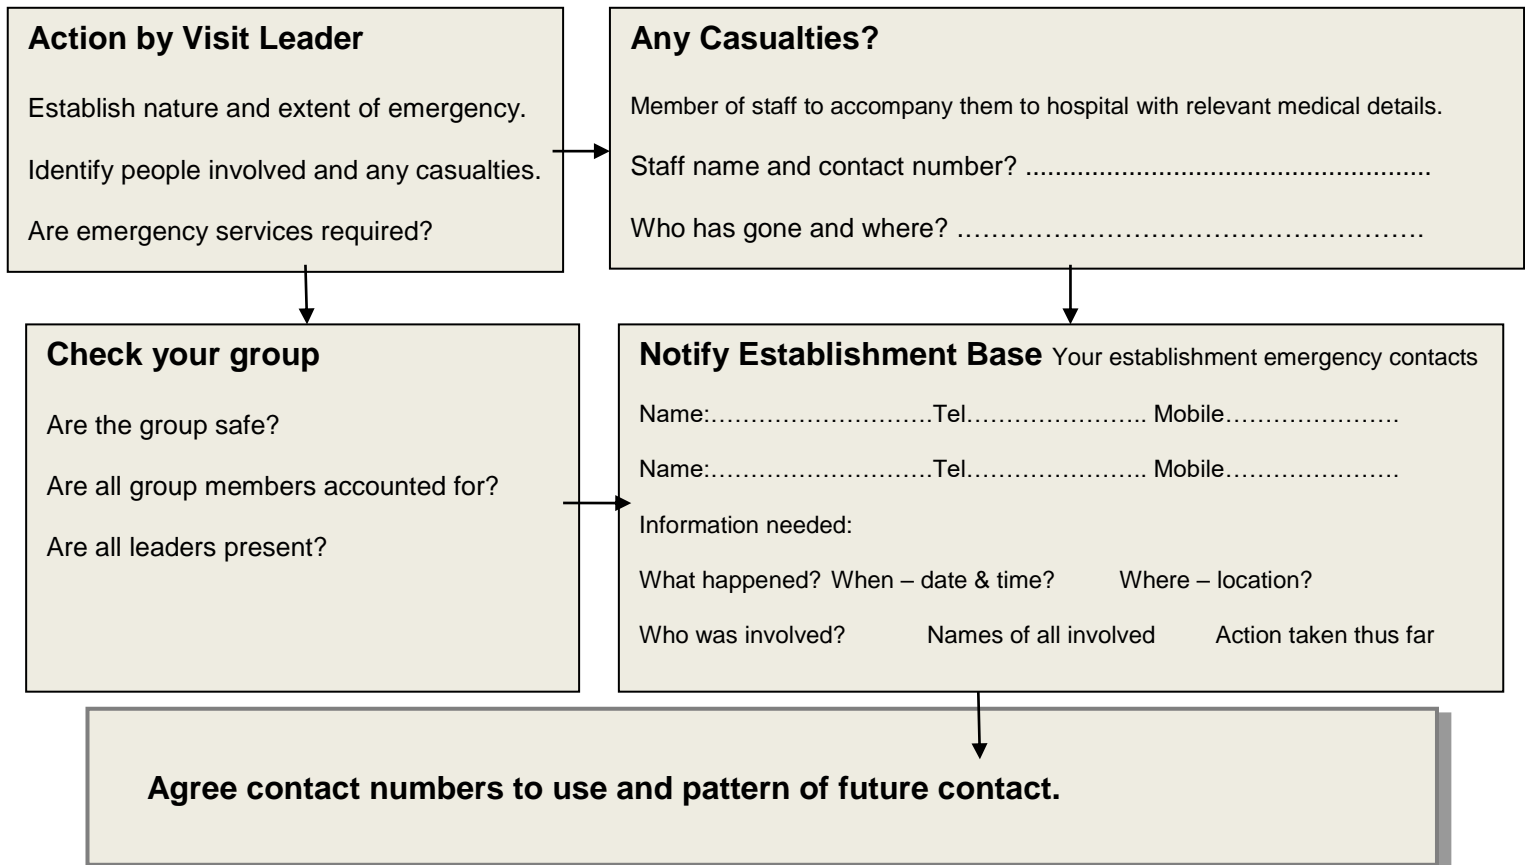 Action by Visit Leader
Establish nature and extent of emergency.
Identify people involved and any casualties.
Are emergency services required?
Any Casualties?
Member of staff to accompany them to hospital with relevant medical details.
Staff name and contact number? ......................................................
Who has gone and where? ……………………………………………….
Check your group
Are the group safe?
Are all group members accounted for?
Are all leaders present?
Notify Establishment Base Your establishment emergency contacts
Name:……………………….Tel………………….. Mobile………………….
Name:……………………….Tel………………….. Mobile………………….
Information needed:
What happened? When – date & time? Where – location?
Who was involved? Names of all involved Action taken thus far
Agree contact numbers to use and pattern of future contact.